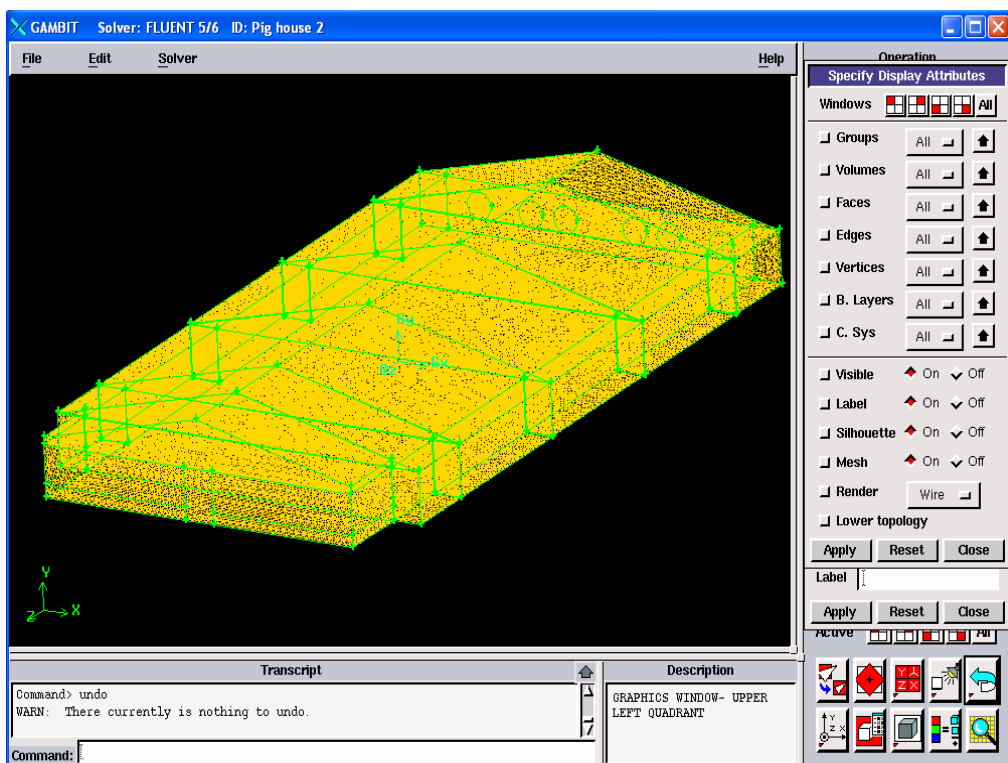 GAMBIT Solver: FLUENT 5/6 ID: Pig house 2
File Edit Solver Help
Operation
Specify Display Attributes
Windows All
Groups All
Volumes All
Faces All
Edges All
Vertices All
B. Layers All
C. Sys All
Visible On Off
Label On Off
Silhouette On Off
Mesh On Off
Render Wire
Lower topology
Apply Reset Close
Label
Apply Reset Close
Active All
Gy
Gx
Gz
Y
X
Z
Transcript
Command> undo
WARN: There currently is nothing to undo.
Command:
Description
GRAPHICS WINDOW- UPPER
LEFT QUADRANT
Y
Z X
Y
Z X